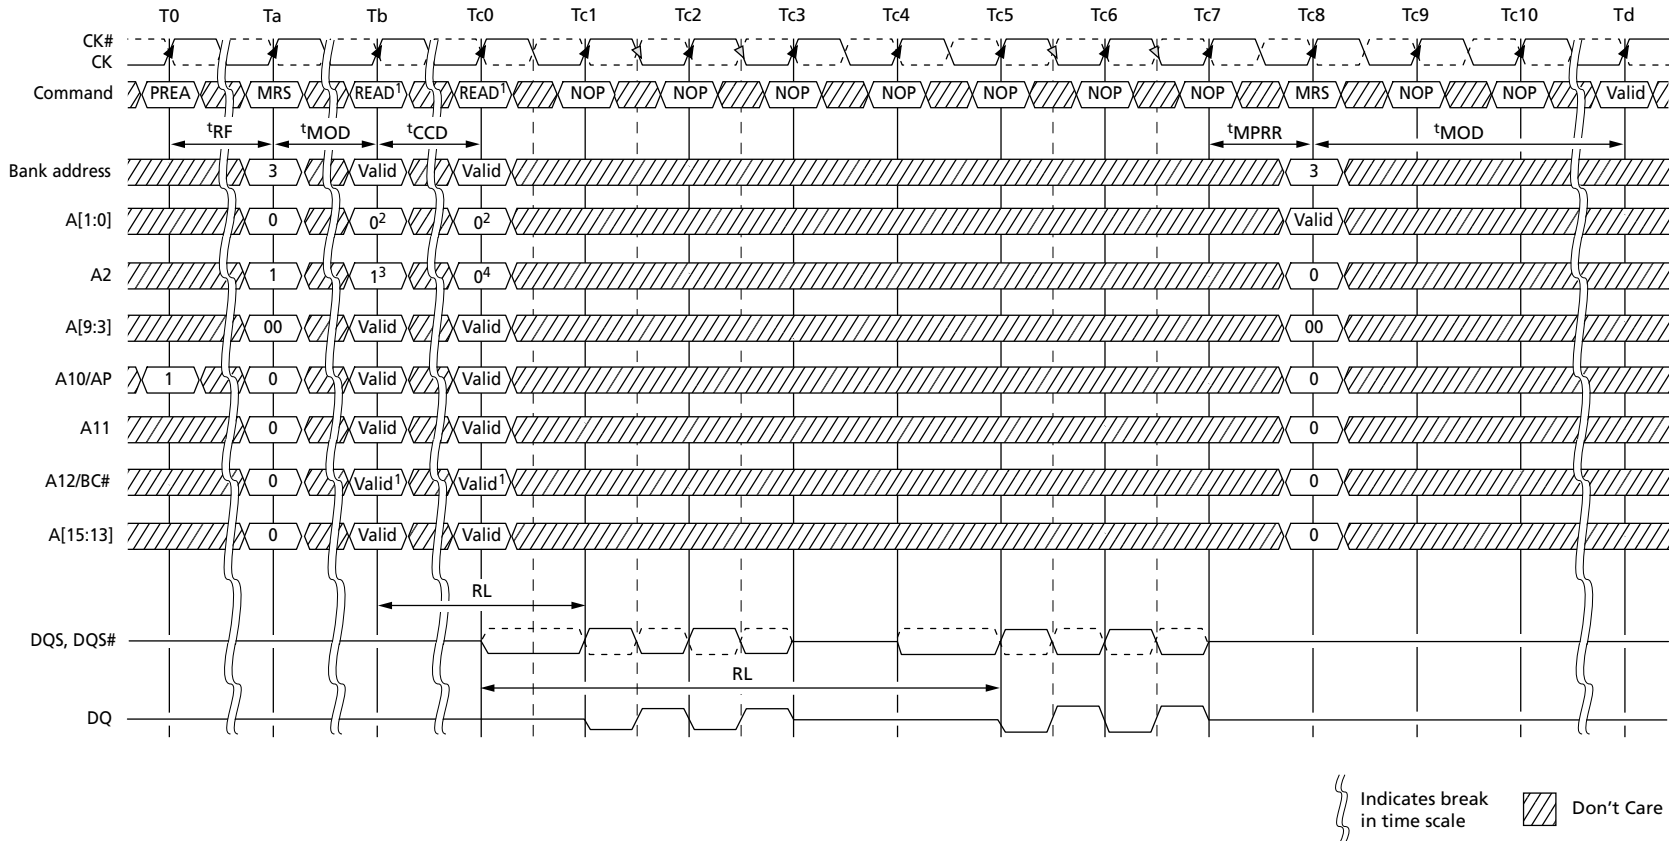 T0 Ta Tb Tc0 Tc1 Tc2 Tc3 Tc4 Tc5 Tc6 Tc7 Tc8 Tc9 Tc10 Td
CK#
CK
Command PREA MRS READ¹ READ¹ NOP NOP NOP NOP NOP NOP NOP MRS NOP NOP Valid
ᵗRF ᵗMOD ᵗCCD ᵗMPRR ᵗMOD
Bank address 3 Valid Valid 3
A[1:0] 0 0² 0² Valid
A2 1 1³ 0⁴ 0
A[9:3] 00 Valid Valid 00
A10/AP 1 0 Valid Valid 0
A11 0 Valid Valid 0
A12/BC# 0 Valid¹ Valid¹ 0
A[15:13] 0 Valid Valid 0
RL
DQS, DQS#
RL
DQ
Indicates break
in time scale
Don't Care